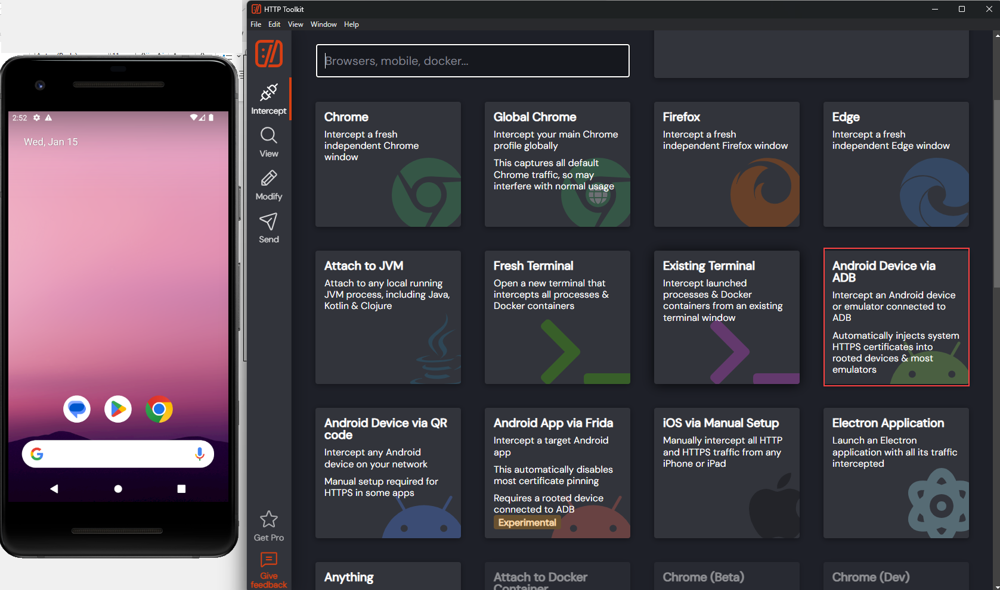 HTTP Toolkit
File Edit View Window Help
Browsers, mobile, docker...
Intercept
View
Modify
Send
Get Pro
Give
feedback
2:52
Wed, Jan 15
Chrome
Intercept a fresh
independent Chrome
window
Global Chrome
Intercept your main Chrome
profile globally
This captures all default
Chrome traffic, so may
interfere with normal usage
Firefox
Intercept a fresh
independent Firefox window
Edge
Intercept a fresh
independent Edge window
Attach to JVM
Attach to any local running
JVM process, including Java,
Kotlin & Clojure
Fresh Terminal
Open a new terminal that
intercepts all processes &
Docker containers
Existing Terminal
Intercept launched
processes & Docker
containers from an existing
terminal window
Android Device via
ADB
Intercept an Android device
or emulator connected to
ADB
Automatically injects system
HTTPS certificates into
rooted devices & most
emulators
Android Device via QR
code
Intercept any Android
device on your network
Manual setup required for
HTTPS in some apps
Android App via Frida
Intercept a target Android
app
This automatically disables
most certificate pinning
Requires a rooted device
connected to ADB
Experimental
iOS via Manual Setup
Manually intercept all HTTP
and HTTPS traffic from any
iPhone or iPad
Electron Application
Launch an Electron
application with all its traffic
intercepted
Anything
Attach to Docker
Container
Chrome (Beta)
Chrome (Dev)